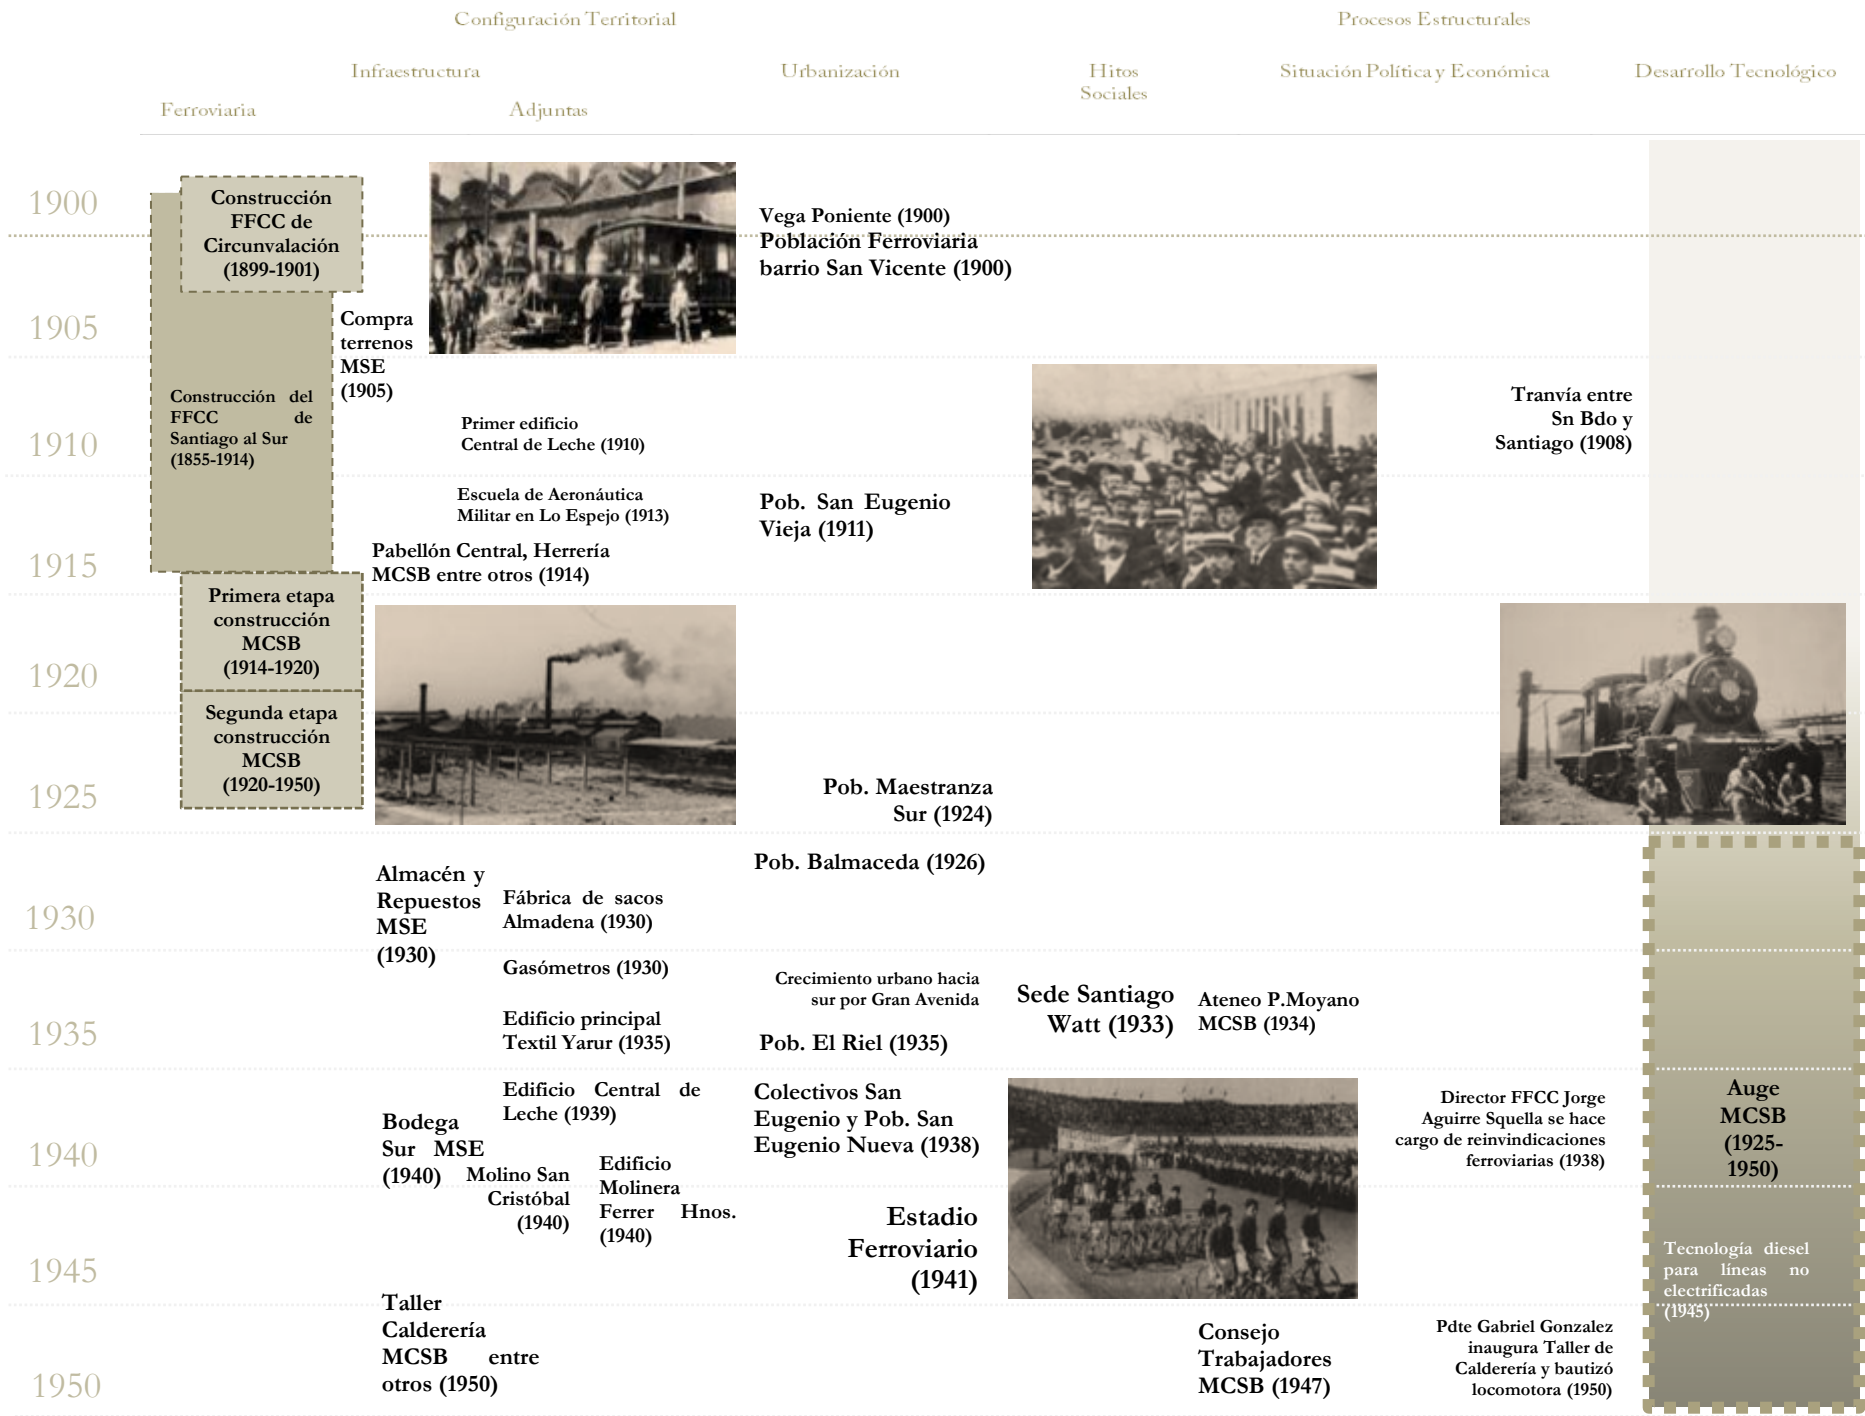 Configuración Territorial
Procesos Estructurales
Infraestructura
Urbanización
Hitos
Sociales
Situación Política y Económica
Desarrollo Tecnológico
Ferroviaria
Adjuntas
1900
Construcción
FFCC de
Circunvalación
(1899-1901)
Vega Poniente (1900)
Población Ferroviaria
barrio San Vicente (1900)
1905
Compra
terrenos
MSE
(1905)
Construcción del
FFCC de
Santiago al Sur
(1855-1914)
Tranvía entre
Sn Bdo y
Santiago (1908)
1910
Primer edificio
Central de Leche (1910)
Escuela de Aeronáutica
Militar en Lo Espejo (1913)
Pob. San Eugenio
Vieja (1911)
1915
Pabellón Central, Herrería
MCSB entre otros (1914)
Primera etapa
construcción
MCSB
(1914-1920)
1920
Segunda etapa
construcción
MCSB
(1920-1950)
1925
Pob. Maestranza
Sur (1924)
Pob. Balmaceda (1926)
1930
Almacén y
Repuestos
MSE
(1930)
Fábrica de sacos
Almadena (1930)
Gasómetros (1930)
Crecimiento urbano hacia
sur por Gran Avenida
Sede Santiago
Watt (1933)
Ateneo P.Moyano
MCSB (1934)
1935
Edificio principal
Textil Yarur (1935)
Pob. El Riel (1935)
Edificio Central de
Leche (1939)
Colectivos San
Eugenio y Pob. San
Eugenio Nueva (1938)
Director FFCC Jorge
Aguirre Squella se hace
cargo de reinvindicaciones
ferroviarias (1938)
Auge
MCSB
(1925-
1950)
1940
Bodega
Sur MSE
(1940)
Molino San
Cristóbal
(1940)
Edificio
Molinera
Ferrer Hnos.
(1940)
Estadio
Ferroviario
(1941)
1945
Tecnología diesel
para líneas no
electrificadas
(1945)
Taller
Calderería
MCSB entre
otros (1950)
Consejo
Trabajadores
MCSB (1947)
Pdte Gabriel Gonzalez
inaugura Taller de
Calderería y bautizó
locomotora (1950)
1950